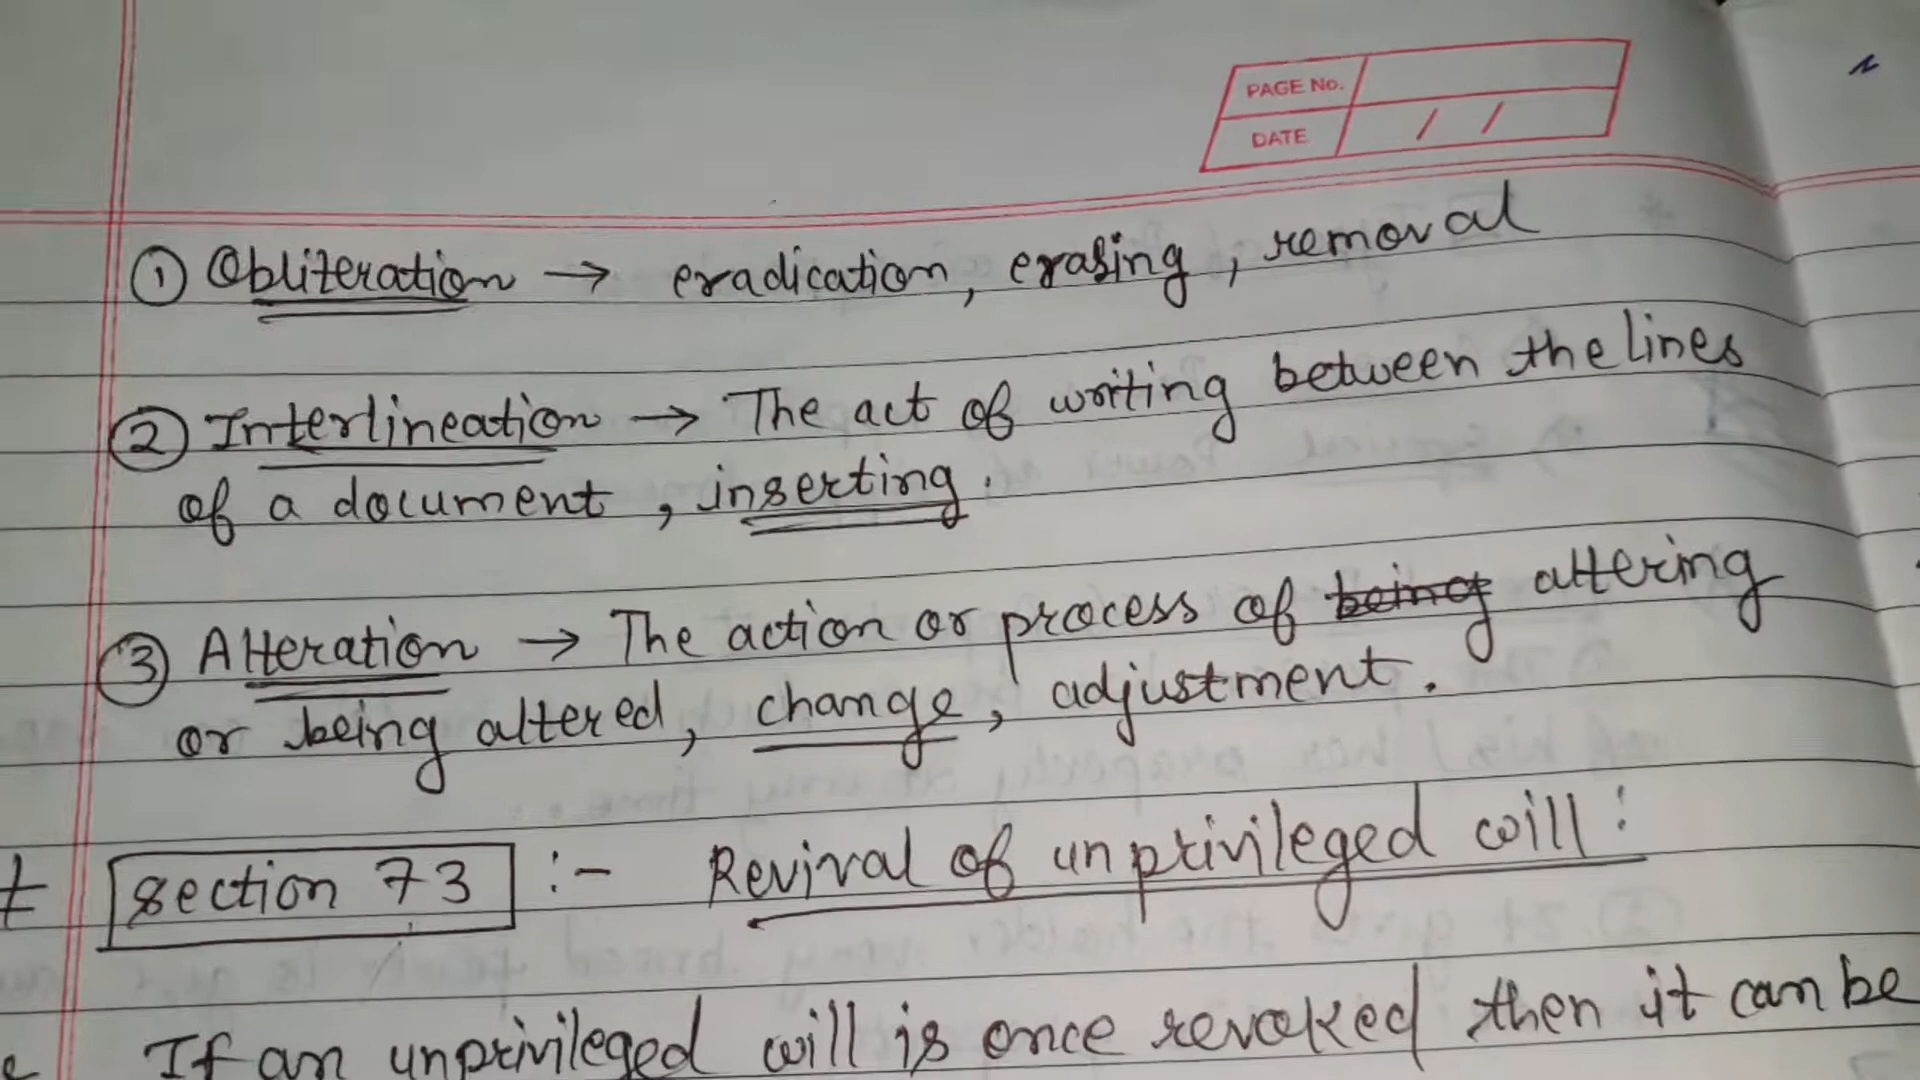 PAGE No.
DATE / /
① Obliteration → eradication, erasing, removal
② Interlineation → The act of writing between the lines
of a document, inserting.
③ Alteration → The action or process of being altering
or being altered, change, adjustment.
section 73 :- Revival of unprivileged will:
If an unprivileged will is once revoked then it can be